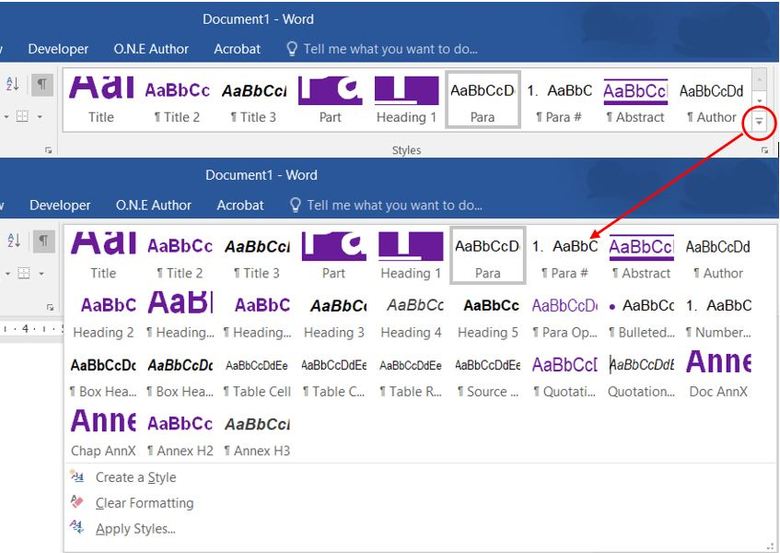 Document1 - Word
Developer O.N.E Author Acrobat Tell me what you want to do...
AaI AaBbCc AaBbCcI Pa T AaBbCcD 1. AaBbC AaBbCcI AaBbCcDd
Title ¶ Title 2 ¶ Title 3 Part Heading 1 Para ¶ Para # ¶ Abstract ¶ Author
Styles
Document1 - Word
Developer O.N.E Author Acrobat Tell me what you want to do...
AaI AaBbCc AaBbCcI Pa T AaBbCcD 1. AaBbC AaBbCcI AaBbCcDd
Title ¶ Title 2 ¶ Title 3 Part Heading 1 Para ¶ Para # ¶ Abstract ¶ Author
AaBbC AaB AaBbC AaBbCc AaBbCc AaBbCc AaBbCcD • AaBbC 1. AaBbC
Heading 2 ¶ Heading... ¶ Heading... Heading 3 Heading 4 Heading 5 ¶ Para Op... ¶ Bulleted... ¶ Number...
AaBbCcDc AaBbCcDc AaBbCcDdEe AaBbCcDdEe AaBbCcDdEe AaBbCcDdEe AaBbCcD AaBbCcDdE Anne
¶ Box Hea... ¶ Box Hea... ¶ Table Cell ¶ Table C... ¶ Table R... ¶ Source ... ¶ Quotati... Quotation... Doc AnnX
Anne AaBbCc AaBbCcI
Chap AnnX ¶ Annex H2 ¶ Annex H3
· 4 ·
Create a Style
Clear Formatting
Apply Styles...